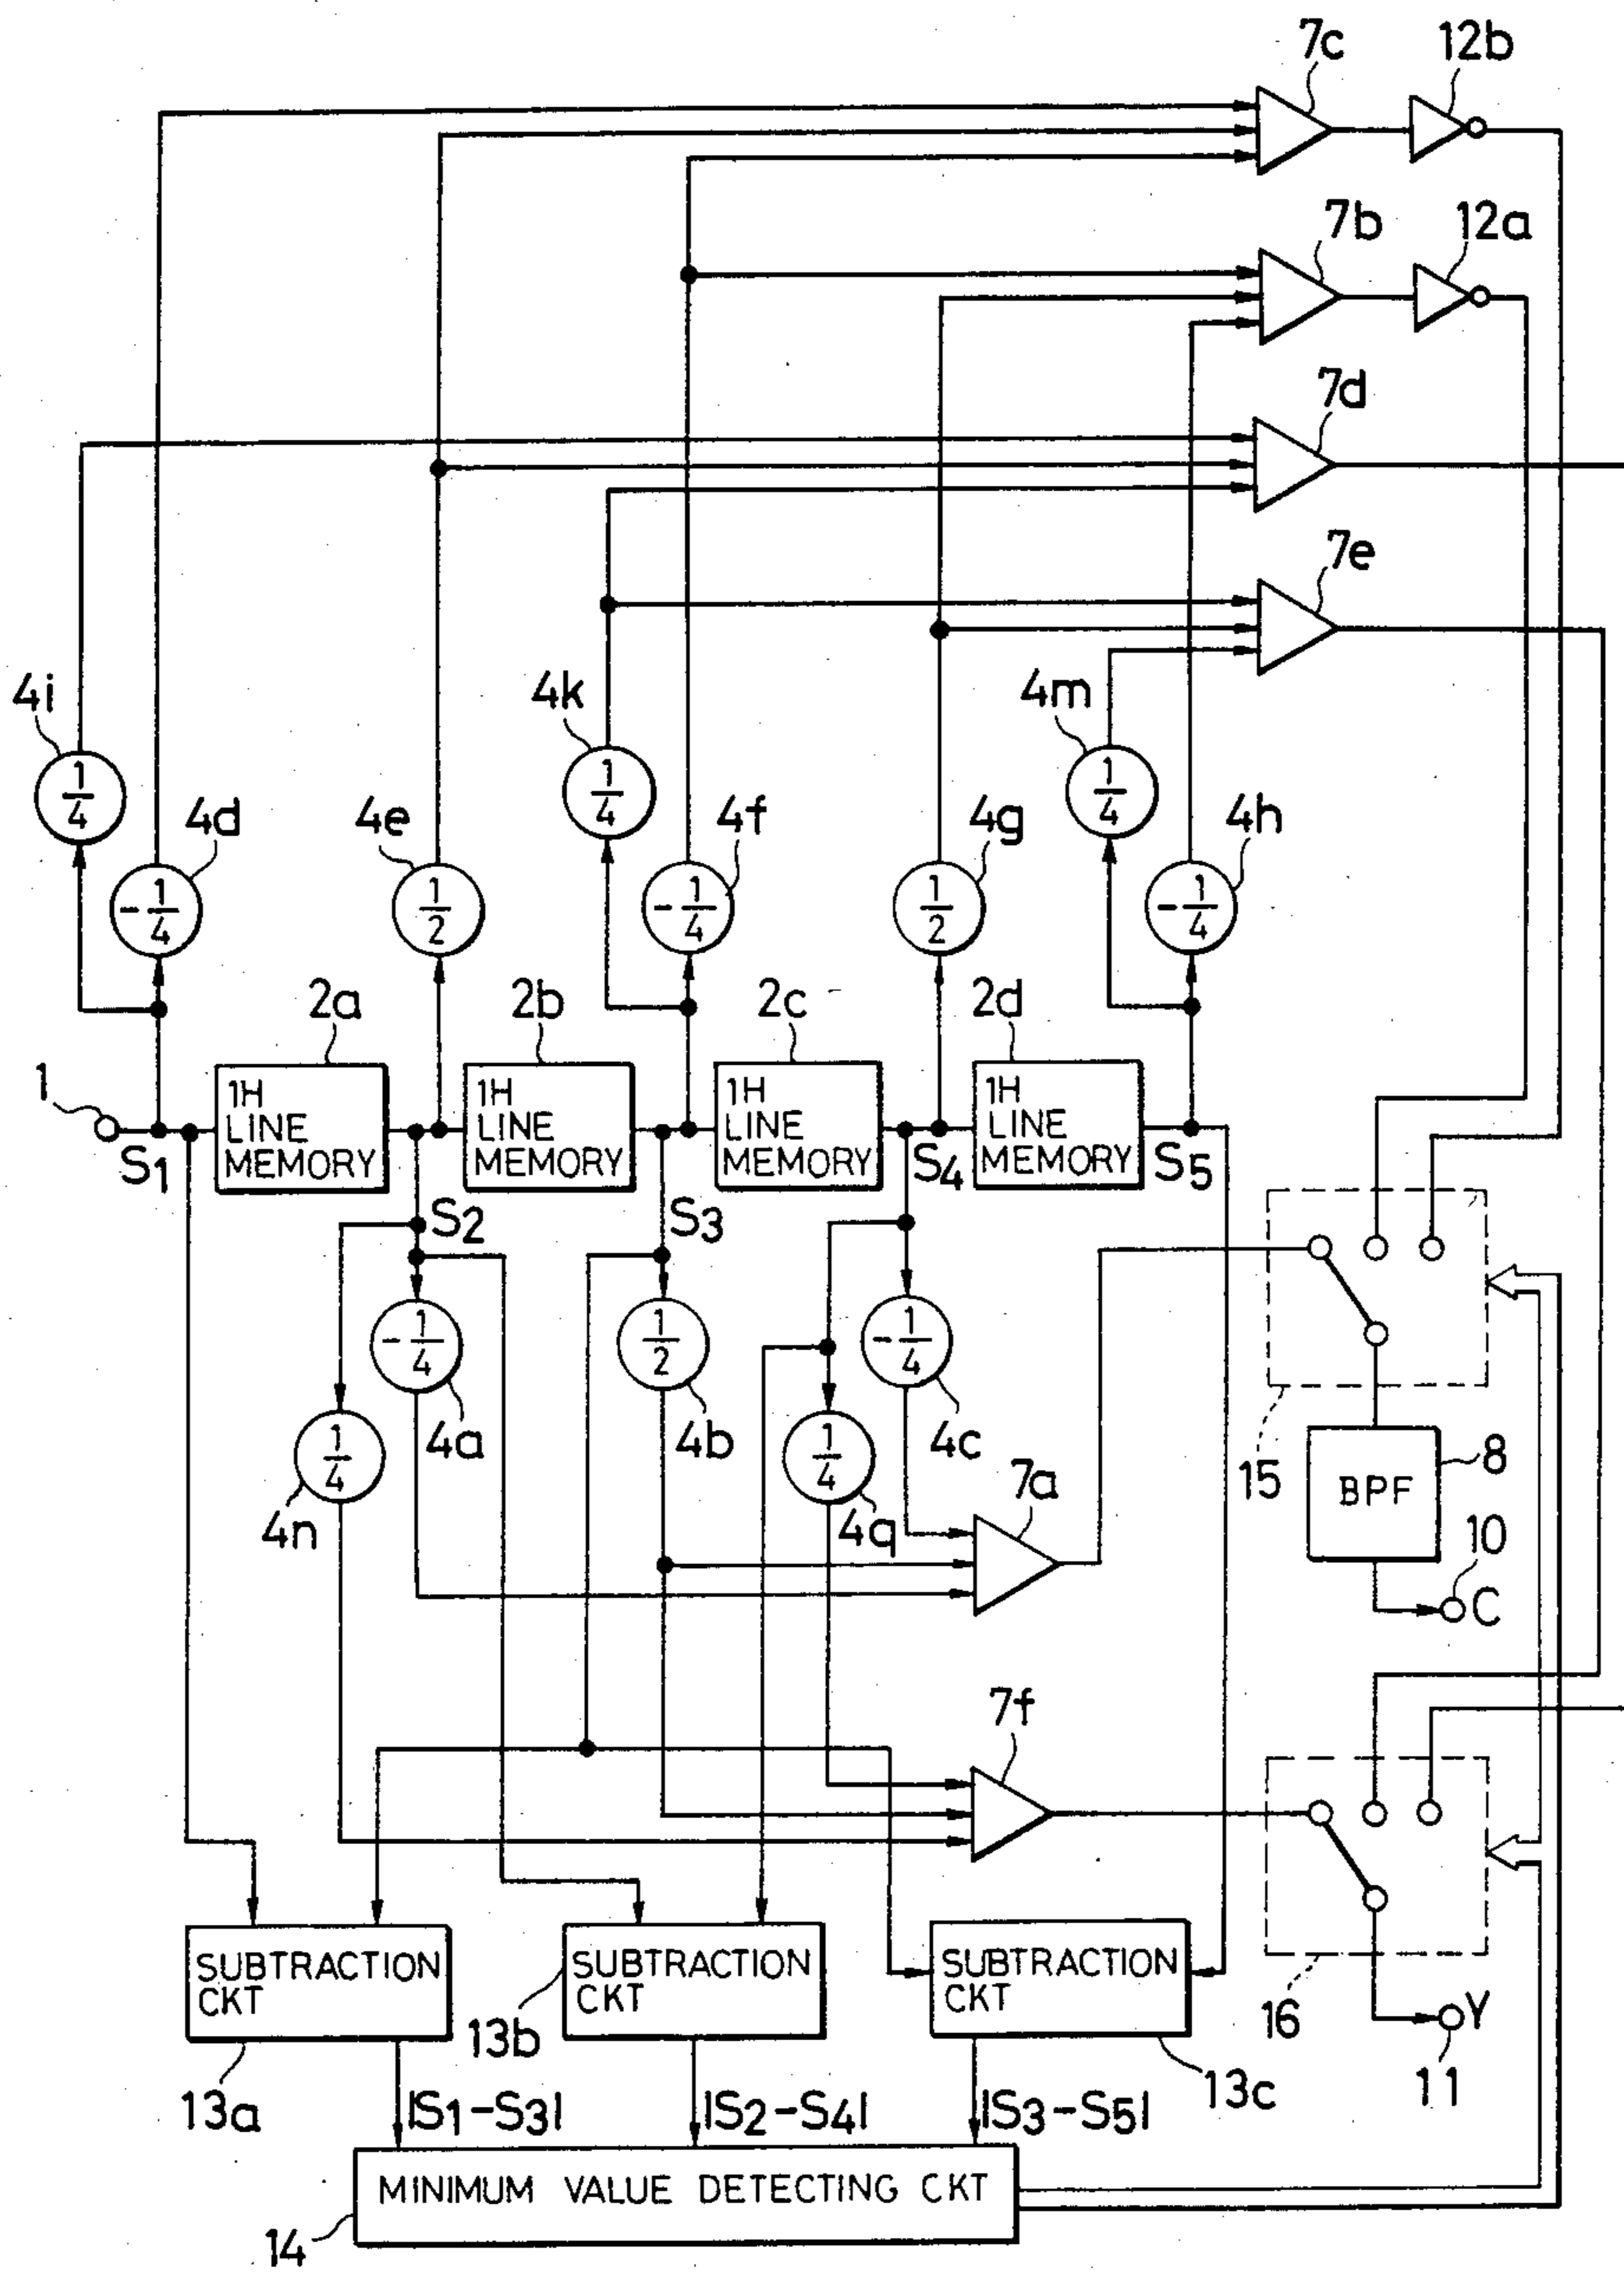 7c 12b
7b 12a
7d
7e
4i 4k 4m
1/4 1/4 1/4
4d 4e 4f 4g 4h
-1/4 1/2 -1/4 1/2 -1/4
2a 2b 2c 2d
1
1H LINE MEMORY
1H LINE MEMORY
1H LINE MEMORY
1H LINE MEMORY
S1 S4 S5
S2 S3
-1/4 1/2 -1/4
4a 4b 4c
1/4 1/4
4n 4q
7a
15
BPF
8
10
C
7f
SUBTRACTION CKT
SUBTRACTION CKT
SUBTRACTION CKT
13a 13b 13c
16
Y
11
|S1-S3| |S2-S4| |S3-S5|
MINIMUM VALUE DETECTING CKT
14